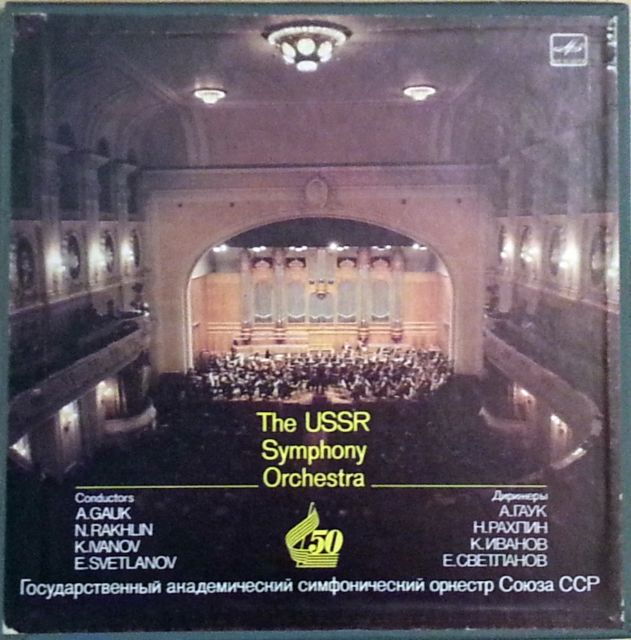 The USSR
Symphony
Orchestra
Conductors
A.GAUK
N.RAKHLIN
K.IVANOV
E.SVETLANOV
50
Дирижеры
А.ГАУК
Н.РАХЛИН
К.ИВАНОВ
Е.СВЕТЛАНОВ
Государственный академический симфонический оркестр Союза ССР